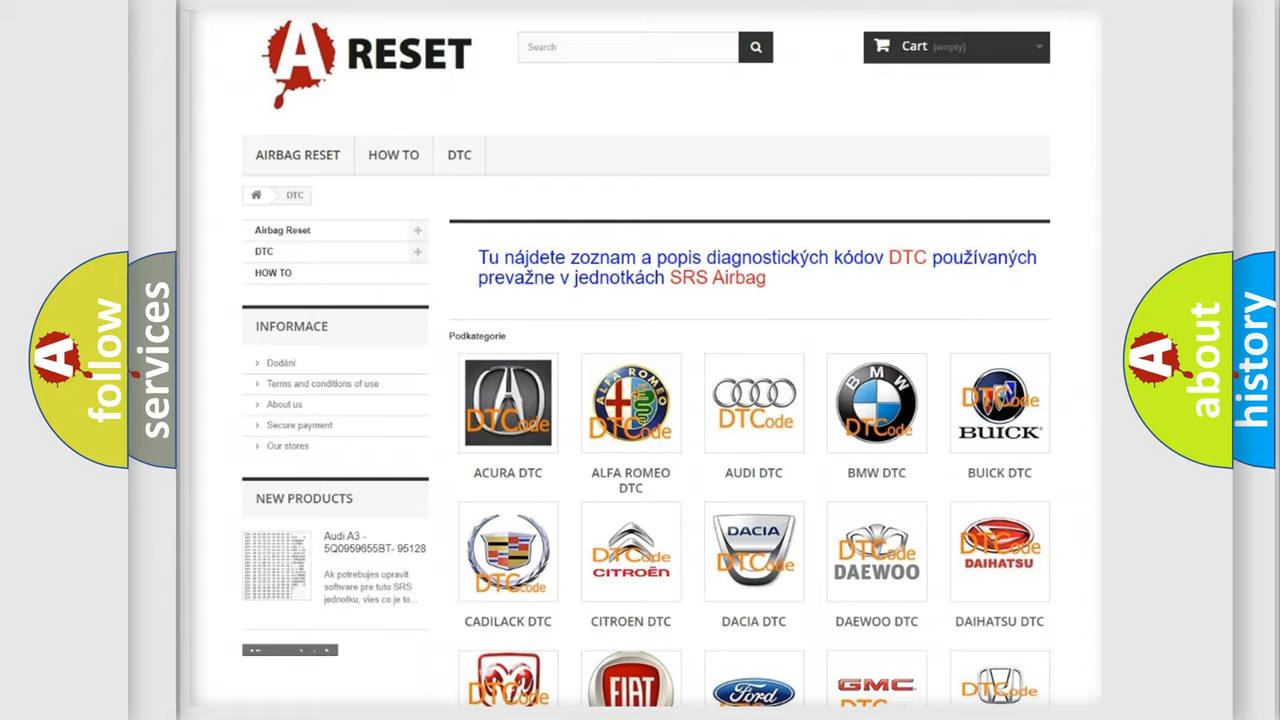 A RESET
Search
Cart (empty)
AIRBAG RESET
HOW TO
DTC
DTC
Airbag Reset
DTC
HOW TO
INFORMACE
Dodání
Terms and conditions of use
About us
Secure payment
Our stores
NEW PRODUCTS
Audi A3 -
5Q0959655BT- 95128
Ak potrebujes upravit
software pre tuto SRS
jednotku, vies co je to...
Tu nájdete zoznam a popis diagnostických kódov DTC používaných
prevažne v jednotkách SRS Airbag
Podkategorie
DTCode
ALFA ROMEO
DTCode
DTCode
BMW
DTCode
DTCode
BUICK
ACURA DTC
ALFA ROMEO
DTC
AUDI DTC
BMW DTC
BUICK DTC
DTCode
DTCode
CITROËN
DACIA
DTCode
DTCode
DAEWOO
DTCode
DAIHATSU
CADILACK DTC
CITROEN DTC
DACIA DTC
DAEWOO DTC
DAIHATSU DTC
DTCode
FIAT
Ford
GMC
DTCode
A follow
services
A about
history